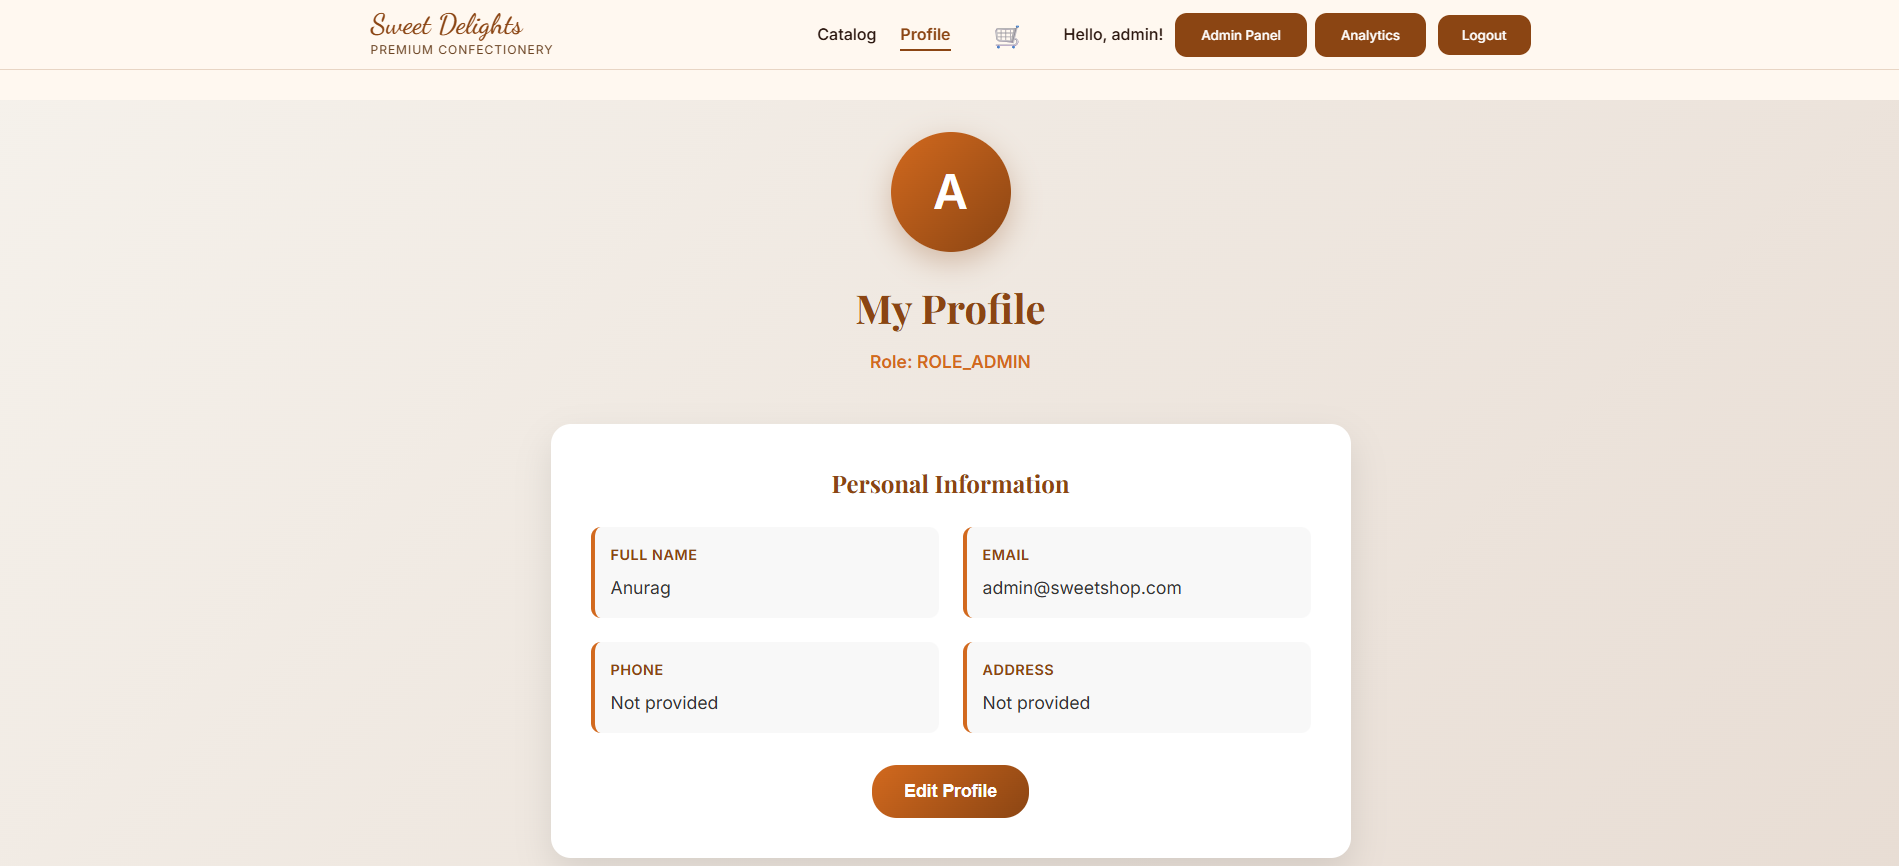 Sweet Delights
PREMIUM CONFECTIONERY
Catalog Profile Hello, admin! Admin Panel Analytics Logout
A
My Profile
Role: ROLE_ADMIN
Personal Information
FULL NAME
Anurag
EMAIL
admin@sweetshop.com
PHONE
Not provided
ADDRESS
Not provided
Edit Profile